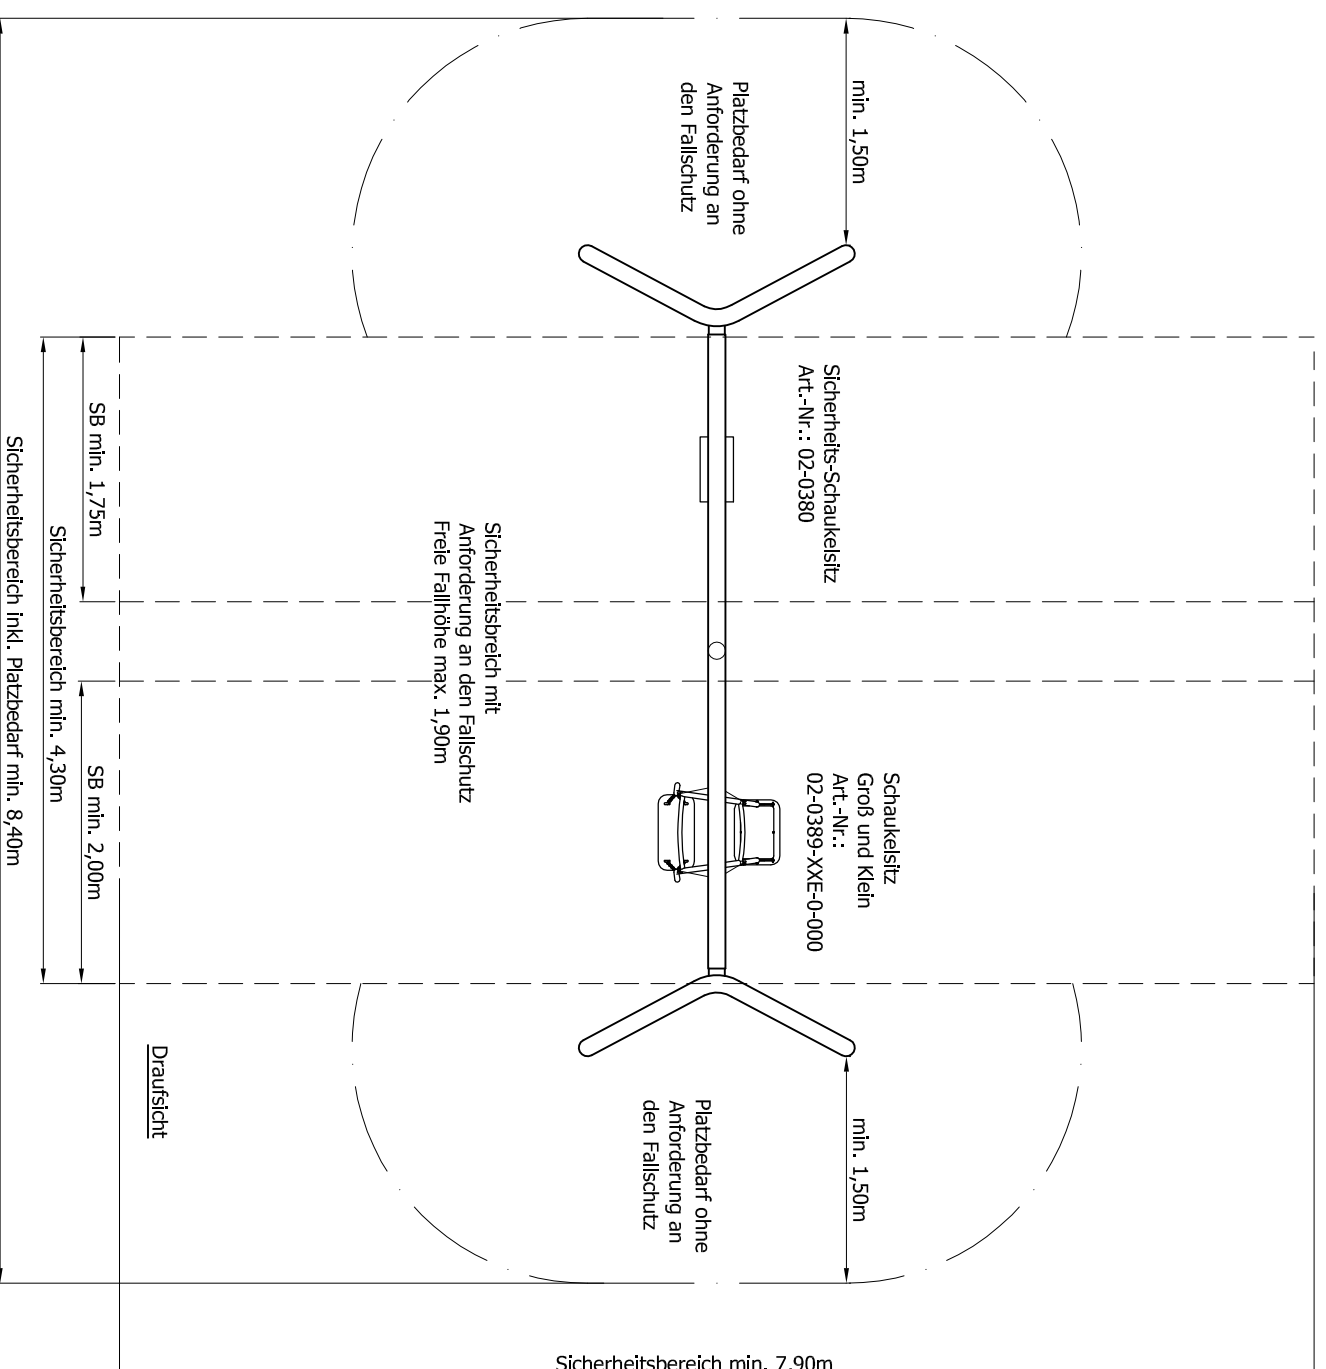 min. 1,50m
Platzbedarf ohne
Anforderung an
den Fallschutz
Sicherheits-Schaukelsitz
Art.-Nr.: 02-0380
Schaukelsitz
Groß und Klein
Art.-Nr.:
02-0389-XXE-0-000
Sicherheitsbreich mit
Anforderung an den Fallschutz
Freie Fallhöhe max. 1,90m
SB min. 1,75m
SB min. 2,00m
Sicherheitsbereich min. 4,30m
Sicherheitsbereich inkl. Platzbedarf min. 8,40m
min. 1,50m
Platzbedarf ohne
Anforderung an
den Fallschutz
Draufsicht
Sicherheitsbereich min. 7,90m